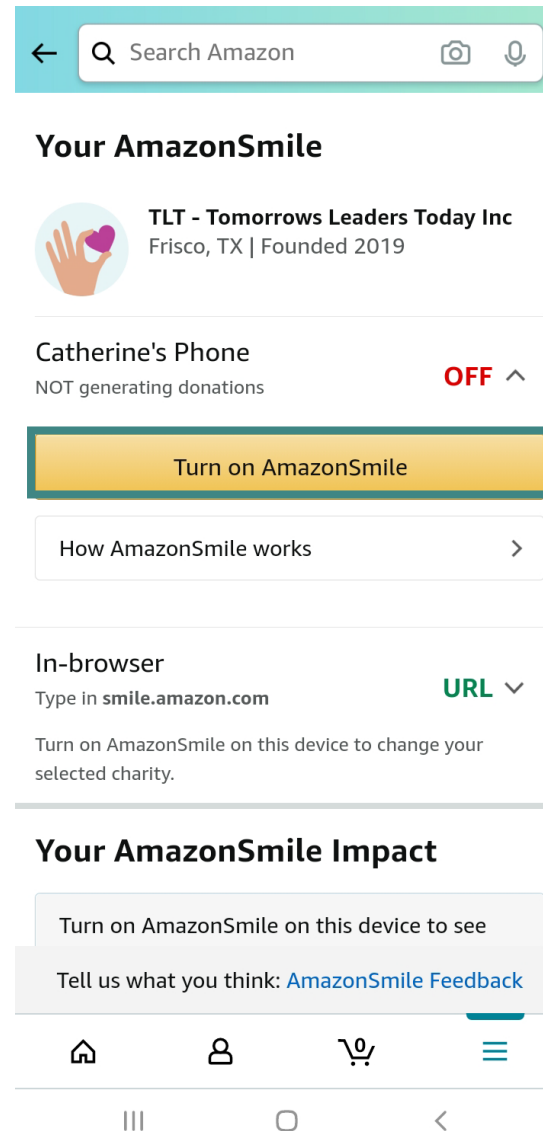 Search Amazon
Your AmazonSmile
TLT - Tomorrows Leaders Today Inc
Frisco, TX | Founded 2019
Catherine's Phone
OFF
NOT generating donations
Turn on AmazonSmile
How AmazonSmile works
In-browser
URL
Type in smile.amazon.com
Turn on AmazonSmile on this device to change your
selected charity.
Your AmazonSmile Impact
Turn on AmazonSmile on this device to see
Tell us what you think: AmazonSmile Feedback
0